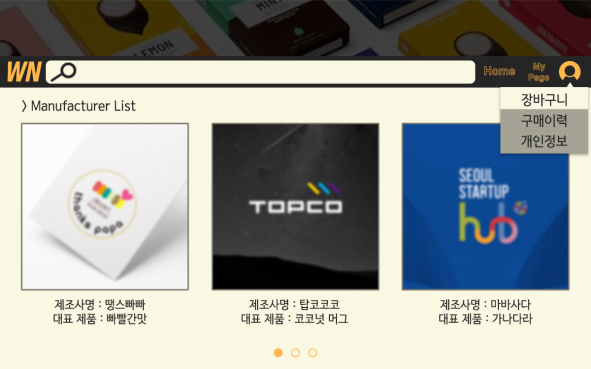 MINT
LEMON
WN
Home
My
Page
장바구니
구매이력
개인정보
> Manufacturer List
thanks papa
TOPCO
SEOUL
STARTUP
hub
제조사명 : 땡스빠빠
대표 제품 : 빠빨간맛
제조사명 : 탑코코코
대표 제품 : 코코넛 머그
제조사명 : 마바사다
대표 제품 : 가나다라